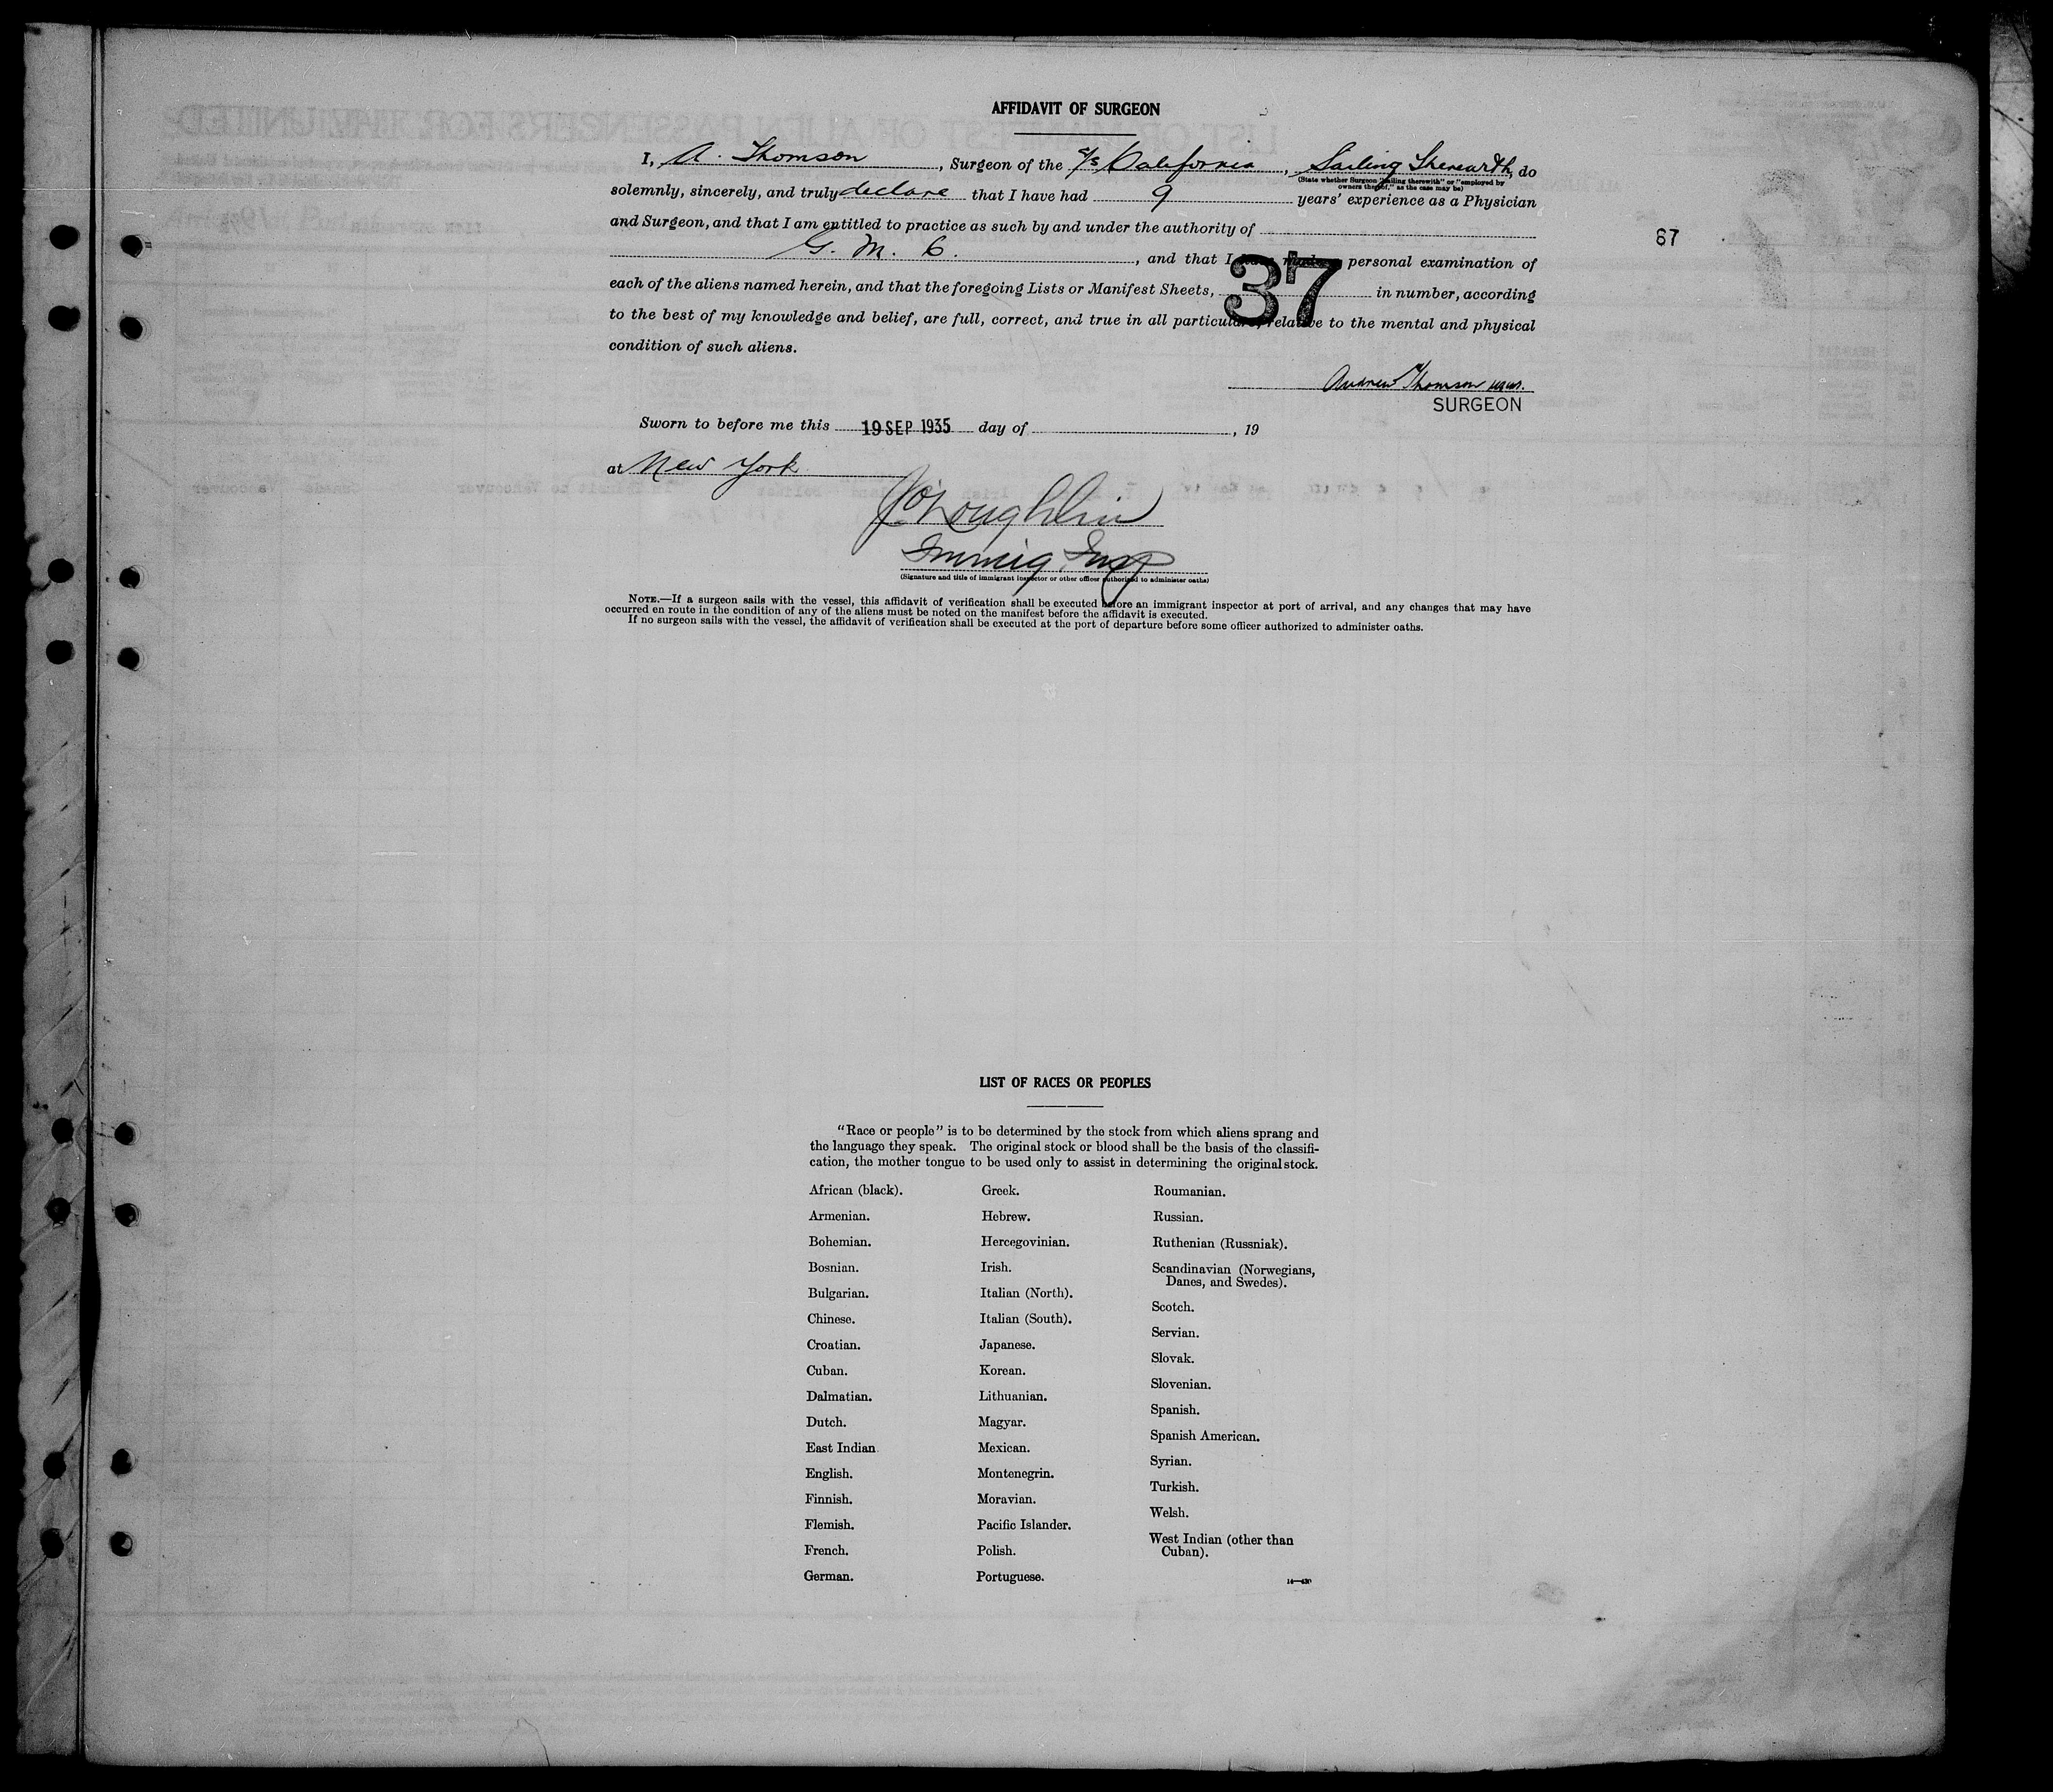 AFFIDAVIT OF SURGEON
I, A. Thomson, Surgeon of the S/S California, Sailing Therewith, do
(State whether Surgeon "sailing therewith" or "employed by
owners thereof," as the case may be)
solemnly, sincerely, and truly declare that I have had 9 years' experience as a Physician
and Surgeon, and that I am entitled to practice as such by and under the authority of
G. M. C., and that I have made a personal examination of
67
each of the aliens named herein, and that the foregoing Lists or Manifest Sheets, 37 in number, according
to the best of my knowledge and belief, are full, correct, and true in all particulars relative to the mental and physical
condition of such aliens.
Andrew Thomson
SURGEON
Sworn to before me this 19 SEP 1935 day of , 19
at New York
J O'Loughlin
Immig. Insp
(Signature and title of immigrant inspector or other officer authorized to administer oaths)
NOTE.—If a surgeon sails with the vessel, this affidavit of verification shall be executed before an immigrant inspector at port of arrival, and any changes that may have
occurred en route in the condition of any of the aliens must be noted on the manifest before the affidavit is executed.
If no surgeon sails with the vessel, the affidavit of verification shall be executed at the port of departure before some officer authorized to administer oaths.
LIST OF RACES OR PEOPLES
"Race or people" is to be determined by the stock from which aliens sprang and
the language they speak. The original stock or blood shall be the basis of the classifi-
cation, the mother tongue to be used only to assist in determining the original stock.
African (black).
Armenian.
Bohemian.
Bosnian.
Bulgarian.
Chinese.
Croatian.
Cuban.
Dalmatian.
Dutch.
East Indian
English.
Finnish.
Flemish.
French.
German.
Greek.
Hebrew.
Hercegovinian.
Irish.
Italian (North).
Italian (South).
Japanese.
Korean.
Lithuanian.
Magyar.
Mexican.
Montenegrin.
Moravian.
Pacific Islander.
Polish.
Portuguese.
Roumanian.
Russian.
Ruthenian (Russniak).
Scandinavian (Norwegians,
Danes, and Swedes).
Scotch.
Servian.
Slovak.
Slovenian.
Spanish.
Spanish American.
Syrian.
Turkish.
Welsh.
West Indian (other than
Cuban).